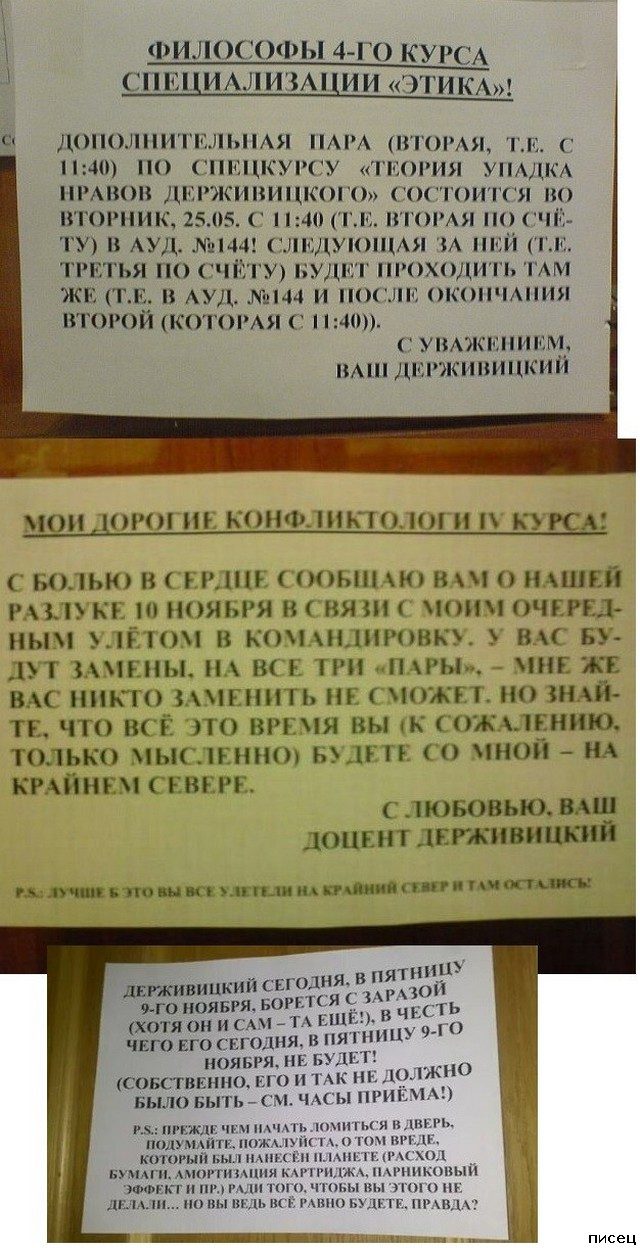 ФИЛОСОФЫ 4-ГО КУРСА
СПЕЦИАЛИЗАЦИИ «ЭТИКА»!
ДОПОЛНИТЕЛЬНАЯ ПАРА (ВТОРАЯ, Т.Е. С
11:40) ПО СПЕЦКУРСУ «ТЕОРИЯ УПАДКА
НРАВОВ ДЕРЖИВИЦКОГО» СОСТОИТСЯ ВО
ВТОРНИК, 25.05. С 11:40 (Т.Е. ВТОРАЯ ПО СЧЁ-
ТУ) В АУД. №144! СЛЕДУЮЩАЯ ЗА НЕЙ (Т.Е.
ТРЕТЬЯ ПО СЧЁТУ) БУДЕТ ПРОХОДИТЬ ТАМ
ЖЕ (Т.Е. В АУД. №144 И ПОСЛЕ ОКОНЧАНИЯ
ВТОРОЙ (КОТОРАЯ С 11:40)).
С УВАЖЕНИЕМ,
ВАШ ДЕРЖИВИЦКИЙ
МОИ ДОРОГИЕ КОНФЛИКТОЛОГИ IV КУРСА!
С БОЛЬЮ В СЕРДЦЕ СООБЩАЮ ВАМ О НАШЕЙ
РАЗЛУКЕ 10 НОЯБРЯ В СВЯЗИ С МОИМ ОЧЕРЕД-
НЫМ УЛЁТОМ В КОМАНДИРОВКУ. У ВАС БУ-
ДУТ ЗАМЕНЫ, НА ВСЕ ТРИ «ПАРЫ», – МНЕ ЖЕ
ВАС НИКТО ЗАМЕНИТЬ НЕ СМОЖЕТ. НО ЗНАЙ-
ТЕ, ЧТО ВСЁ ЭТО ВРЕМЯ ВЫ (К СОЖАЛЕНИЮ,
ТОЛЬКО МЫСЛЕННО) БУДЕТЕ СО МНОЙ – НА
КРАЙНЕМ СЕВЕРЕ.
С ЛЮБОВЬЮ, ВАШ
ДОЦЕНТ ДЕРЖИВИЦКИЙ
P.S.: ЛУЧШЕ Б ЭТО ВЫ ВСЕ УЛЕТЕЛИ НА КРАЙНИЙ СЕВЕР И ТАМ ОСТАЛИСЬ!
ДЕРЖИВИЦКИЙ СЕГОДНЯ, В ПЯТНИЦУ
9-ГО НОЯБРЯ, БОРЕТСЯ С ЗАРАЗОЙ
(ХОТЯ ОН И САМ – ТА ЕЩЁ!), В ЧЕСТЬ
ЧЕГО ЕГО СЕГОДНЯ, В ПЯТНИЦУ 9-ГО
НОЯБРЯ, НЕ БУДЕТ!
(СОБСТВЕННО, ЕГО И ТАК НЕ ДОЛЖНО
БЫЛО БЫТЬ – СМ. ЧАСЫ ПРИЁМА!)
P.S.: ПРЕЖДЕ ЧЕМ НАЧАТЬ ЛОМИТЬСЯ В ДВЕРЬ,
ПОДУМАЙТЕ, ПОЖАЛУЙСТА, О ТОМ ВРЕДЕ,
КОТОРЫЙ БЫЛ НАНЕСЁН ПЛАНЕТЕ (РАСХОД
БУМАГИ, АМОРТИЗАЦИЯ КАРТРИДЖА, ПАРНИКОВЫЙ
ЭФФЕКТ И ПР.) РАДИ ТОГО, ЧТОБЫ ВЫ ЭТОГО НЕ
ДЕЛАЛИ... НО ВЫ ВЕДЬ ВСЁ РАВНО БУДЕТЕ, ПРАВДА?
писец